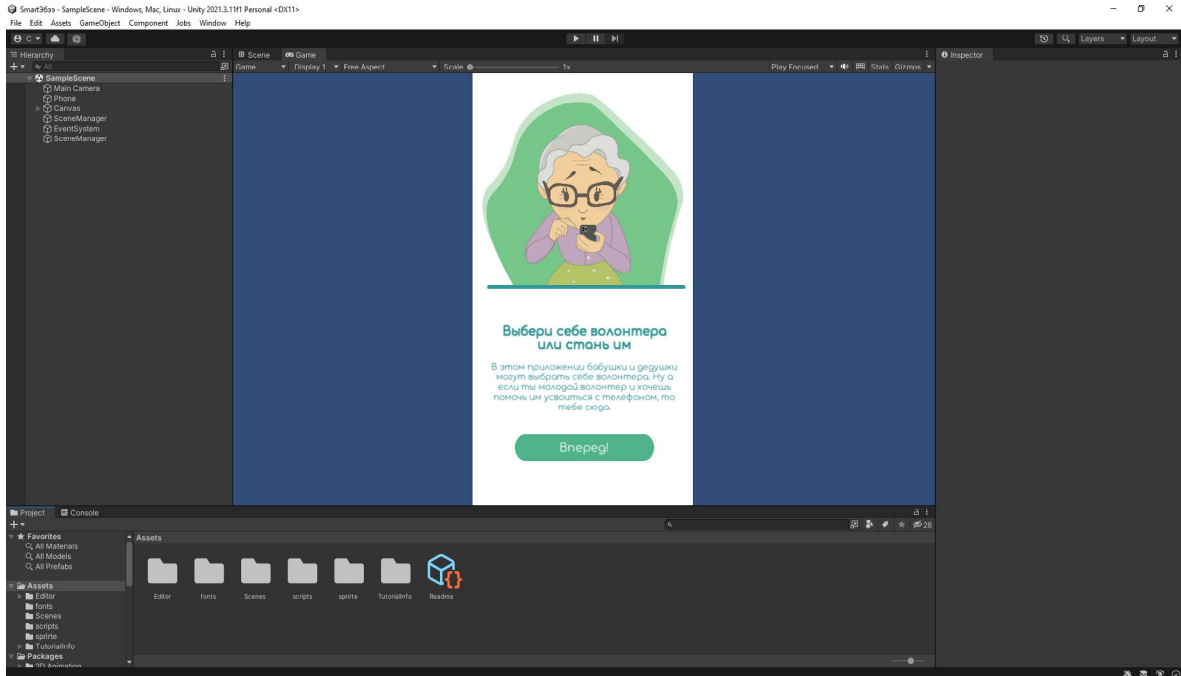 Smart36ээ - SampleScene - Windows, Mac, Linux - Unity 2021.3.11f1 Personal <DX11>
File Edit Assets GameObject Component Jobs Window Help
C
Layers Layout
Hierarchy
All
SampleScene
Main Camera
Phone
Canvas
SceneManager
EventSystem
SceneManager
Scene Game
Game Display 1 Free Aspect Scale 1x Play Focused Stats Gizmos
Выбери себе волонтера
или стань им
В этом приложении бабушки и дедушки
могут выбрать себе волонтера. Ну а
если ты молодой волонтер и хочешь
помочь им усвоиться с телефоном, то
тебе сюда.
Вперед!
Inspector
Project Console
28
Favorites
All Materials
All Models
All Prefabs
Assets
Editor
fonts
Scenes
scripts
sprirte
TutorialInfo
Packages
2D Animation
Assets
Editor fonts Scenes scripts sprirte TutorialInfo Readme